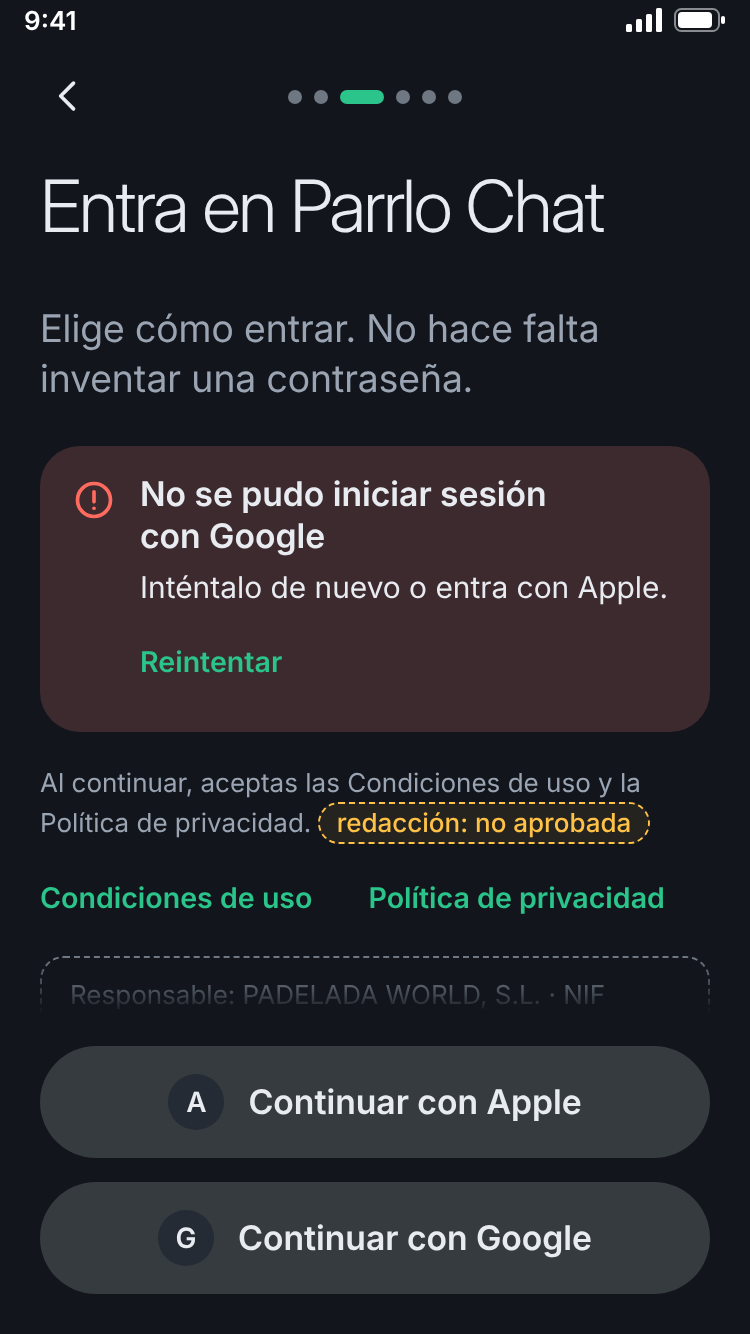 9:41
Entra en Parrlo Chat
Elige cómo entrar. No hace falta
inventar una contraseña.
No se pudo iniciar sesión
con Google
Inténtalo de nuevo o entra con Apple.
Reintentar
Al continuar, aceptas las Condiciones de uso y la
Política de privacidad. redacción: no aprobada
Condiciones de uso Política de privacidad
Responsable: PADELADA WORLD, S.L. · NIF
A Continuar con Apple
G Continuar con Google